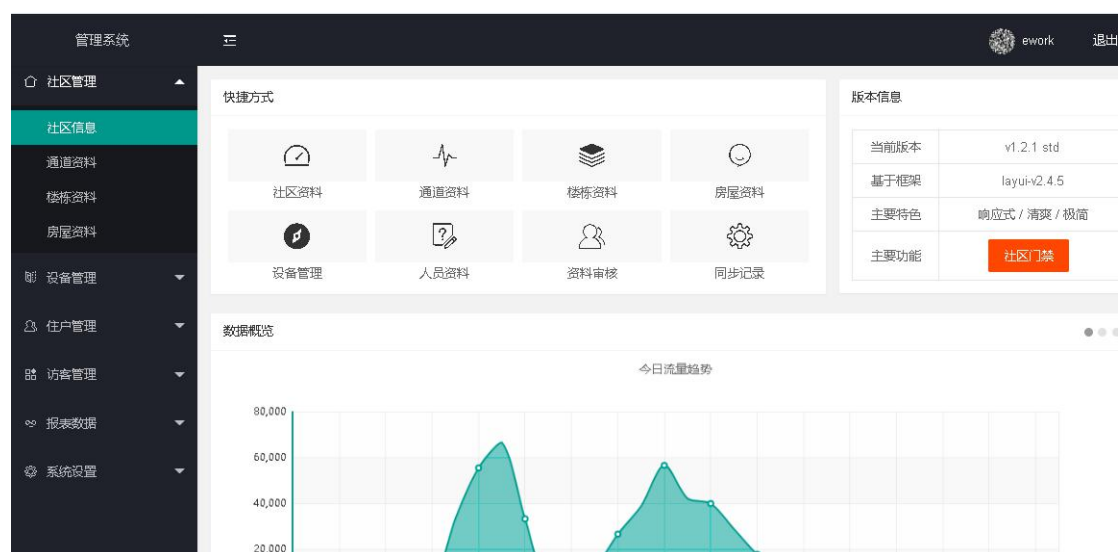 管理系统
ework
退出
社区管理
社区信息
通道资料
楼栋资料
房屋资料
设备管理
住户管理
访客管理
报表数据
系统设置
快捷方式
社区资料
通道资料
楼栋资料
房屋资料
设备管理
人员资料
资料审核
同步记录
版本信息
当前版本 v1.2.1 std
基于框架 layui-v2.4.5
主要特色 响应式 / 清爽 / 极简
主要功能 社区门禁
数据概览
今日流量趋势
80,000
60,000
40,000
20,000